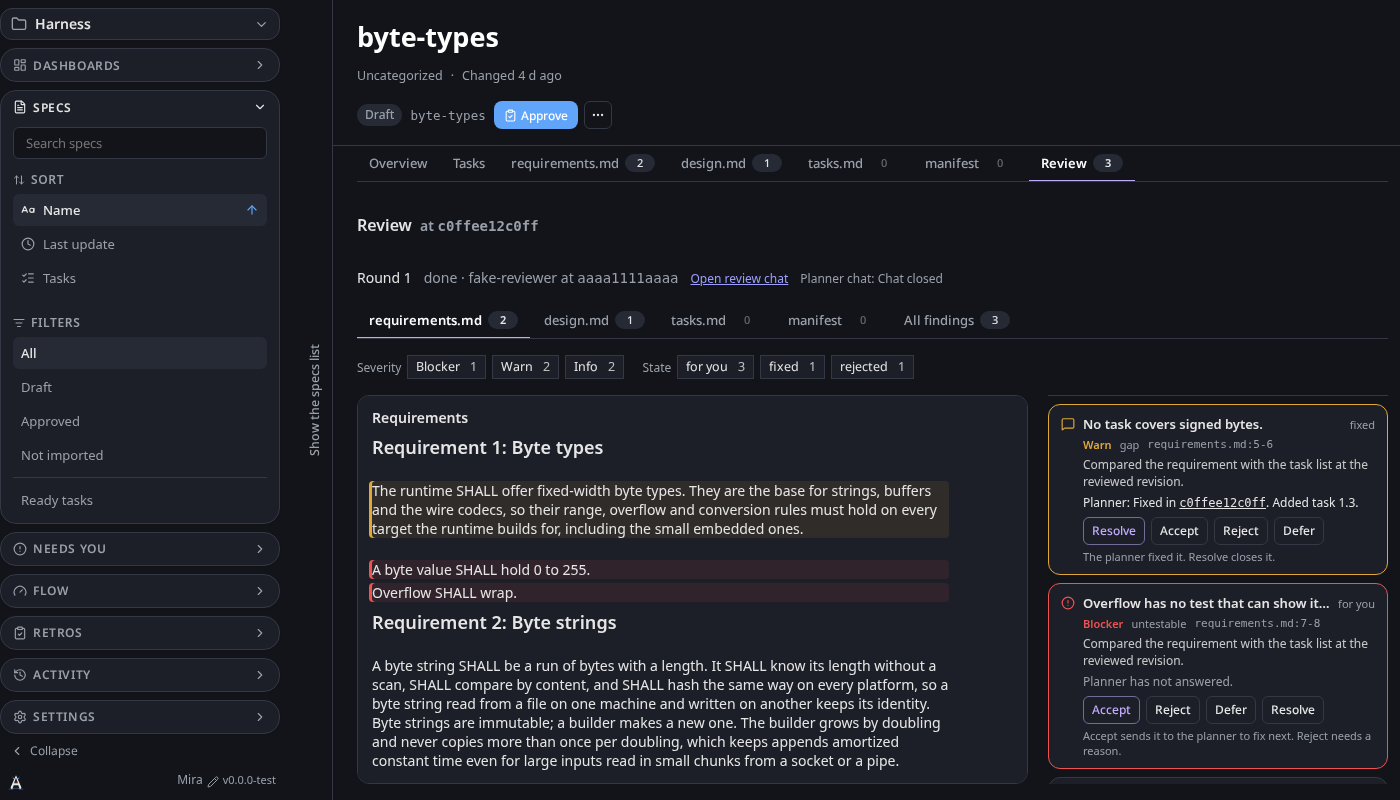 Harness
DASHBOARDS
SPECS
Search specs
SORT
Aa Name
Last update
Tasks
FILTERS
All
Draft
Approved
Not imported
Ready tasks
NEEDS YOU
FLOW
RETROS
ACTIVITY
SETTINGS
Collapse
Mira v0.0.0-test
Show the specs list
byte-types
Uncategorized · Changed 4 d ago
Draft byte-types Approve ...
Overview Tasks requirements.md 2 design.md 1 tasks.md 0 manifest 0 Review 3
Review at c0ffee12c0ff
Round 1 done · fake-reviewer at aaaa1111aaaa Open review chat Planner chat: Chat closed
requirements.md 2 design.md 1 tasks.md 0 manifest 0 All findings 3
Severity Blocker 1 Warn 2 Info 2 State for you 3 fixed 1 rejected 1
Requirements
Requirement 1: Byte types
The runtime SHALL offer fixed-width byte types. They are the base for strings, buffers
and the wire codecs, so their range, overflow and conversion rules must hold on every
target the runtime builds for, including the small embedded ones.
A byte value SHALL hold 0 to 255.
Overflow SHALL wrap.
Requirement 2: Byte strings
A byte string SHALL be a run of bytes with a length. It SHALL know its length without a
scan, SHALL compare by content, and SHALL hash the same way on every platform, so a
byte string read from a file on one machine and written on another keeps its identity.
Byte strings are immutable; a builder makes a new one. The builder grows by doubling
and never copies more than once per doubling, which keeps appends amortized
constant time even for large inputs read in small chunks from a socket or a pipe.
No task covers signed bytes. fixed
Warn gap requirements.md:5-6
Compared the requirement with the task list at the
reviewed revision.
Planner: Fixed in c0ffee12c0ff. Added task 1.3.
Resolve Accept Reject Defer
The planner fixed it. Resolve closes it.
Overflow has no test that can show it... for you
Blocker untestable requirements.md:7-8
Compared the requirement with the task list at the
reviewed revision.
Planner has not answered.
Accept Reject Defer Resolve
Accept sends it to the planner to fix next. Reject needs a
reason.